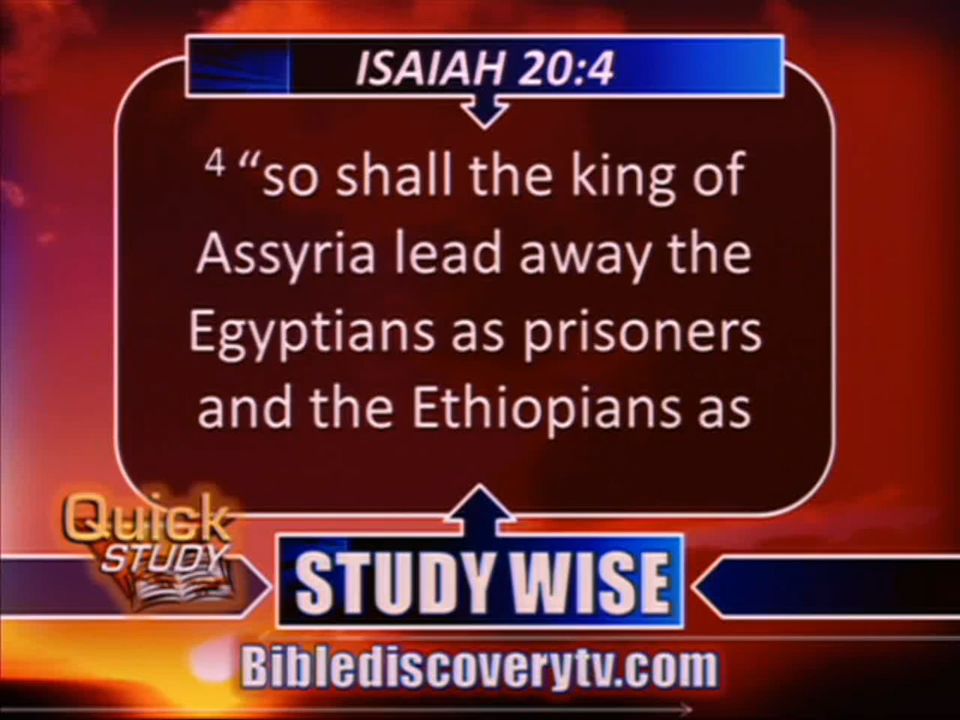 ISAIAH 20:4
4 “so shall the king of
Assyria lead away the
Egyptians as prisoners
and the Ethiopians as
Quick
STUDY
STUDY WISE
Biblediscoverytv.com